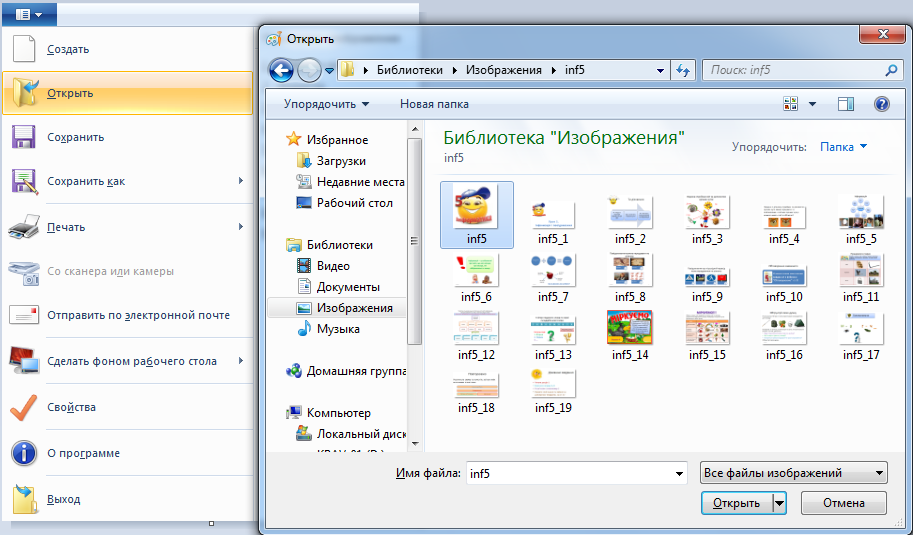 Создать
Открыть
Сохранить
Сохранить как
Печать
Со сканера или камеры
Отправить по электронной почте
Сделать фоном рабочего стола
Свойства
О программе
Выход
Открыть
Библиотеки
Изображения
inf5
Поиск: inf5
Упорядочить
Новая папка
Избранное
Загрузки
Недавние места
Рабочий стол
Библиотеки
Видео
Документы
Изображения
Музыка
Домашняя группа
Компьютер
Локальный диск
Библиотека "Изображения"
inf5
Упорядочить: Папка
inf5 inf5_1 inf5_2 inf5_3 inf5_4 inf5_5
inf5_6 inf5_7 inf5_8 inf5_9 inf5_10 inf5_11
inf5_12 inf5_13 inf5_14 inf5_15 inf5_16 inf5_17
inf5_18 inf5_19
Имя файла: inf5 Все файлы изображений
Открыть Отмена